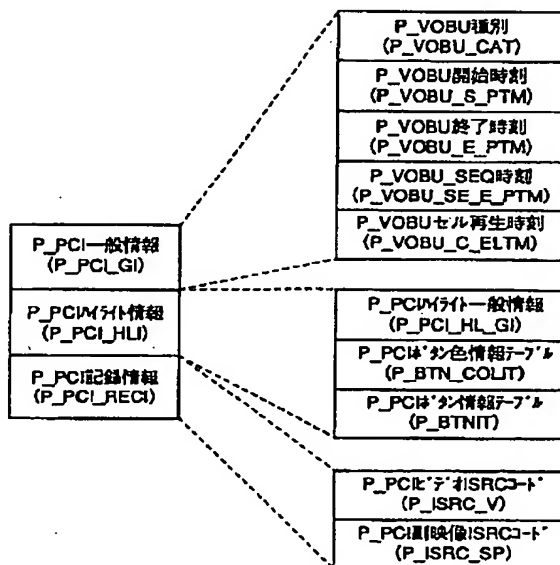 P_VOBU種別
(P_VOBU_CAT)
P_VOBU開始時刻
(P_VOBU_S_PTM)
P_VOBU終了時刻
(P_VOBU_E_PTM)
P_VOBU_SEQ時刻
(P_VOBU_SE_E_PTM)
P_VOBUセル再生時刻
(P_VOBU_C_ELTM)
P_PCI一般情報
(P_PCI_GI)
P_PCIハイライト情報
(P_PCI_HLI)
P_PCI記録情報
(P_PCI_RECI)
P_PCIハイライト一般情報
(P_PCI_HL_GI)
P_PCIボタン色情報テーブル
(P_BTN_COLIT)
P_PCIボタン情報テーブル
(P_BTNIT)
P_PCIビデオISRCコード
(P_ISRC_V)
P_PCI副映像ISRCコード
(P_ISRC_SP)